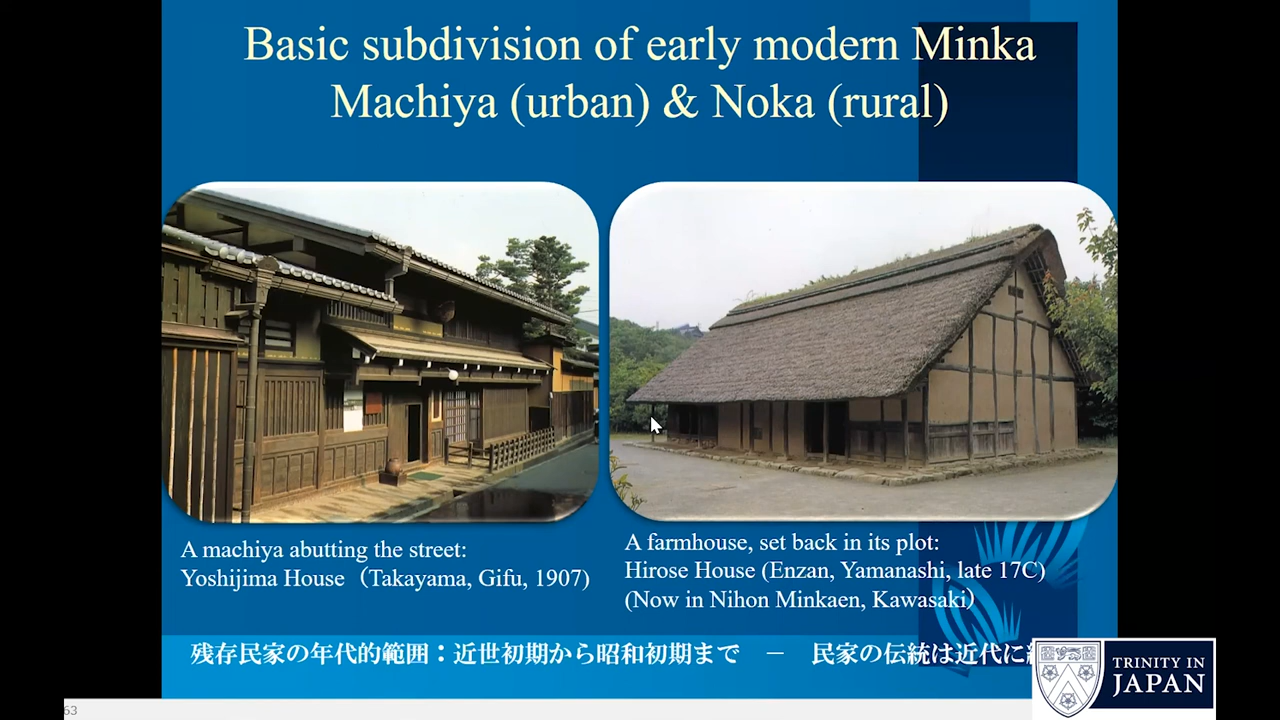 Basic subdivision of early modern Minka
Machiya (urban) & Noka (rural)
A machiya abutting the street:
Yoshijima House（Takayama, Gifu, 1907)
A farmhouse, set back in its plot:
Hirose House (Enzan, Yamanashi, late 17C)
(Now in Nihon Minkaen, Kawasaki）
残存民家の年代的範囲：近世初期から昭和初期まで － 民家の伝統は近代に
TRINITY IN
JAPAN
63